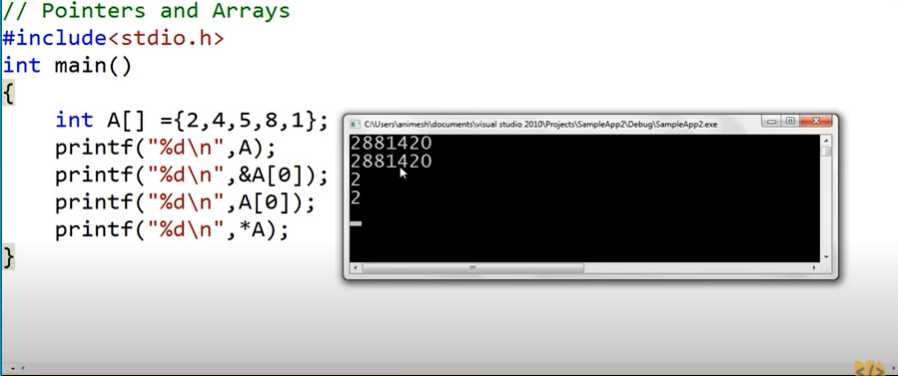 // Pointers and Arrays
#include<stdio.h>
int main()
{
int A[] ={2,4,5,8,1};
printf("%d\n",A);
printf("%d\n",&A[0]);
printf("%d\n",A[0]);
printf("%d\n",*A);
}
C:\Users\animesh\documents\visual studio 2010\Projects\SampleApp2\Debug\SampleApp2.exe
2881420
2881420
2
2
</>